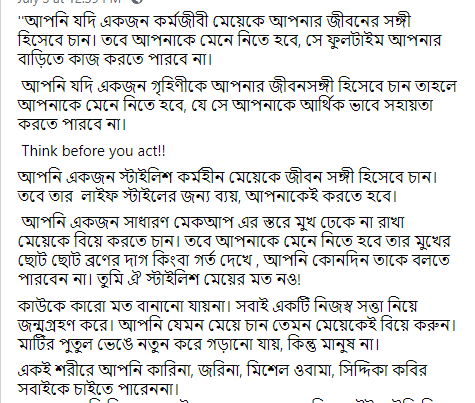 "আপনি যদি একজন কর্মজীবী মেয়েকে আপনার জীবনের সঙ্গী
হিসেবে চান। তবে আপনাকে মেনে নিতে হবে, সে ফুলটাইম আপনার
বাড়িতে কাজ করতে পারবে না।
আপনি যদি একজন গৃহিণীকে আপনার জীবনসঙ্গী হিসেবে চান তাহলে
আপনাকে মেনে নিতে হবে, যে সে আপনাকে আর্থিক ভাবে সহায়তা
করতে পারবে না।
Think before you act!!
আপনি একজন স্টাইলিশ কর্মহীন মেয়েকে জীবন সঙ্গী হিসেবে চান।
তবে তার লাইফ স্টাইলের জন্য ব্যয়, আপনাকেই করতে হবে।
আপনি একজন সাধারণ মেকআপ এর স্তরে মুখ ঢেকে না রাখা
মেয়েকে বিয়ে করতে চান। তবে আপনাকে মেনে নিতে হবে তার মুখের
ছোট ছোট ব্রণের দাগ কিংবা গর্ত দেখে , আপনি কোনদিন তাকে বলতে
পারবেন না। তুমি ঐ স্টাইলিশ মেয়ের মত নও!
কাউকে কারো মত বানানো যায়না। সবাই একটি নিজস্ব সত্তা নিয়ে
জন্মগ্রহণ করে। আপনি যেমন মেয়ে চান তেমন মেয়েকেই বিয়ে করুন।
মাটির পুতুল ভেঙে নতুন করে গড়ানো যায়, কিন্তু মানুষ না।
একই শরীরে আপনি কারিনা, জরিনা, মিশেল ওবামা, সিদ্দিকা কবির
সবাইকে চাইতে পারেননা।